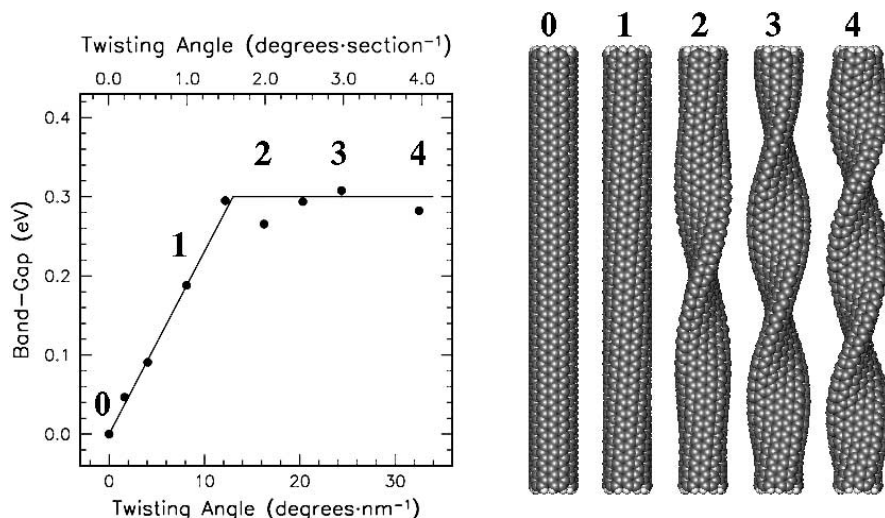 Twisting Angle (degrees·section⁻¹)
0.0 1.0 2.0 3.0 4.0
0.4
0.3
0.2
0.1
0.0
Band-Gap (eV)
0
1
2 3 4
0 10 20 30
Twisting Angle (degrees·nm⁻¹)
0 1 2 3 4